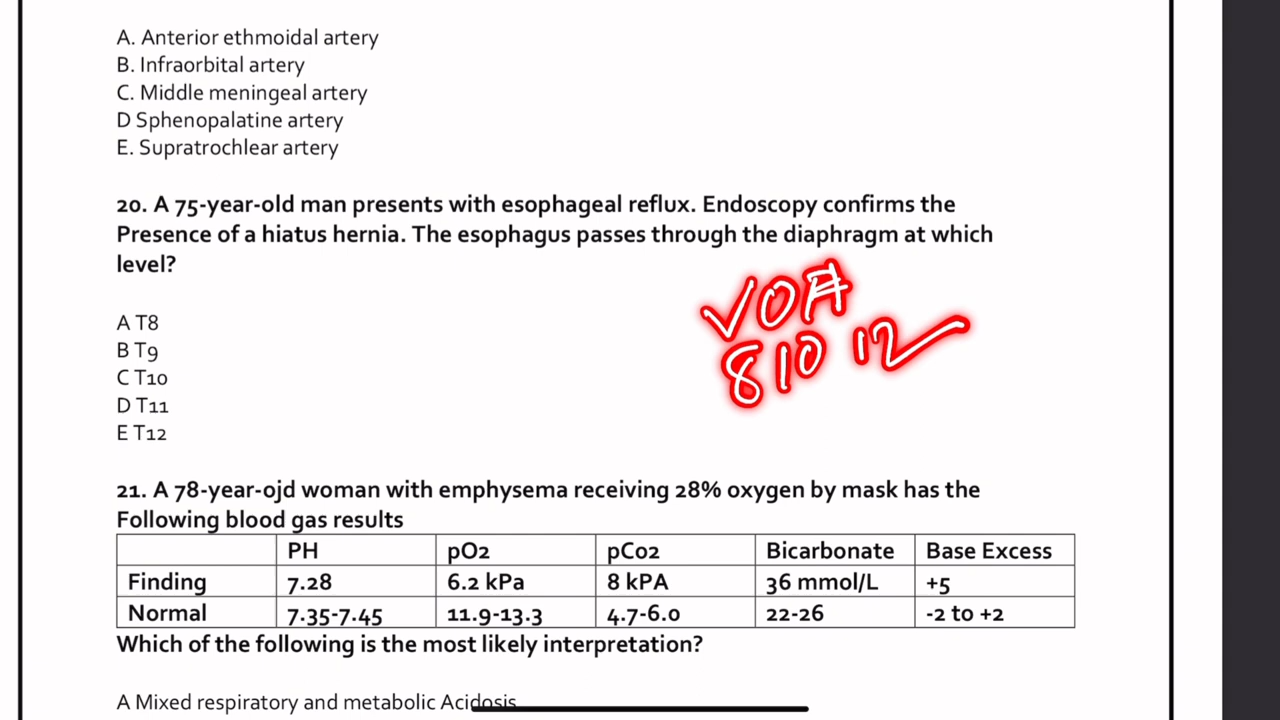 A. Anterior ethmoidal artery
B. Infraorbital artery
C. Middle meningeal artery
D Sphenopalatine artery
E. Supratrochlear artery
20. A 75-year-old man presents with esophageal reflux. Endoscopy confirms the
Presence of a hiatus hernia. The esophagus passes through the diaphragm at which
level?
VOA
8 10 12
A T8
B T9
C T10
D T11
E T12
21. A 78-year-ojd woman with emphysema receiving 28% oxygen by mask has the
Following blood gas results
PH pO2 pCo2 Bicarbonate Base Excess
Finding 7.28 6.2 kPa 8 kPA 36 mmol/L +5
Normal 7.35-7.45 11.9-13.3 4.7-6.0 22-26 -2 to +2
Which of the following is the most likely interpretation?
A Mixed respiratory and metabolic Acidosis